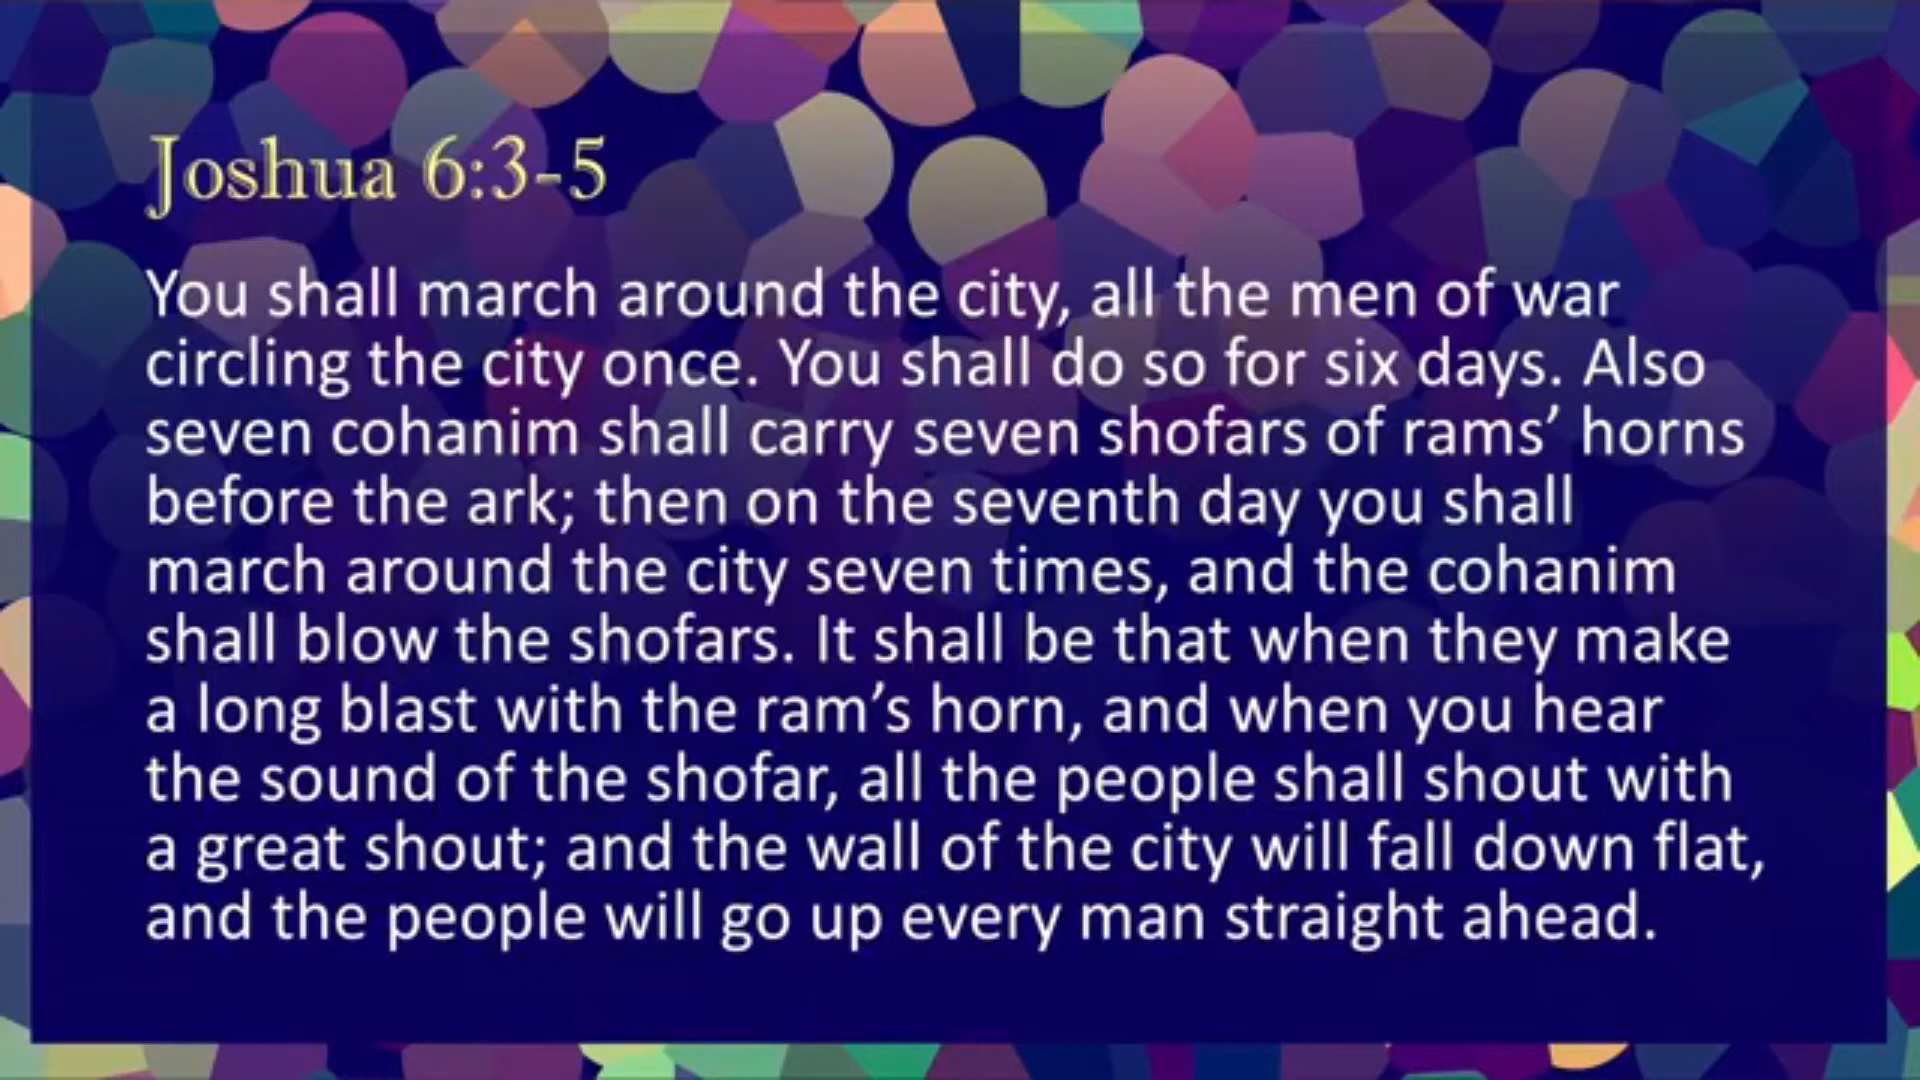 Joshua 6:3-5
You shall march around the city, all the men of war
circling the city once. You shall do so for six days. Also
seven cohanim shall carry seven shofars of rams’ horns
before the ark; then on the seventh day you shall
march around the city seven times, and the cohanim
shall blow the shofars. It shall be that when they make
a long blast with the ram’s horn, and when you hear
the sound of the shofar, all the people shall shout with
a great shout; and the wall of the city will fall down flat,
and the people will go up every man straight ahead.